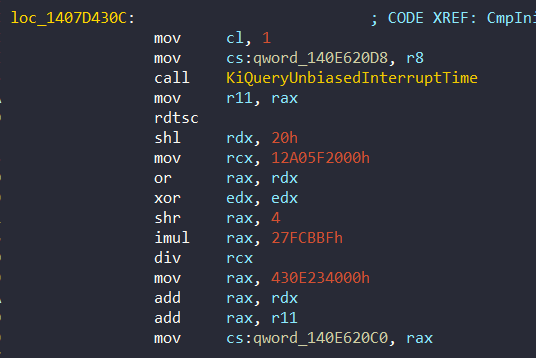 loc_1407D430C: ; CODE XREF: CmpIni
mov cl, 1
mov cs:qword_140E620D8, r8
call KiQueryUnbiasedInterruptTime
mov r11, rax
rdtsc
shl rdx, 20h
mov rcx, 12A05F2000h
or rax, rdx
xor edx, edx
shr rax, 4
imul rax, 27FCBBFh
div rcx
mov rax, 430E234000h
add rax, rdx
add rax, r11
mov cs:qword_140E620C0, rax